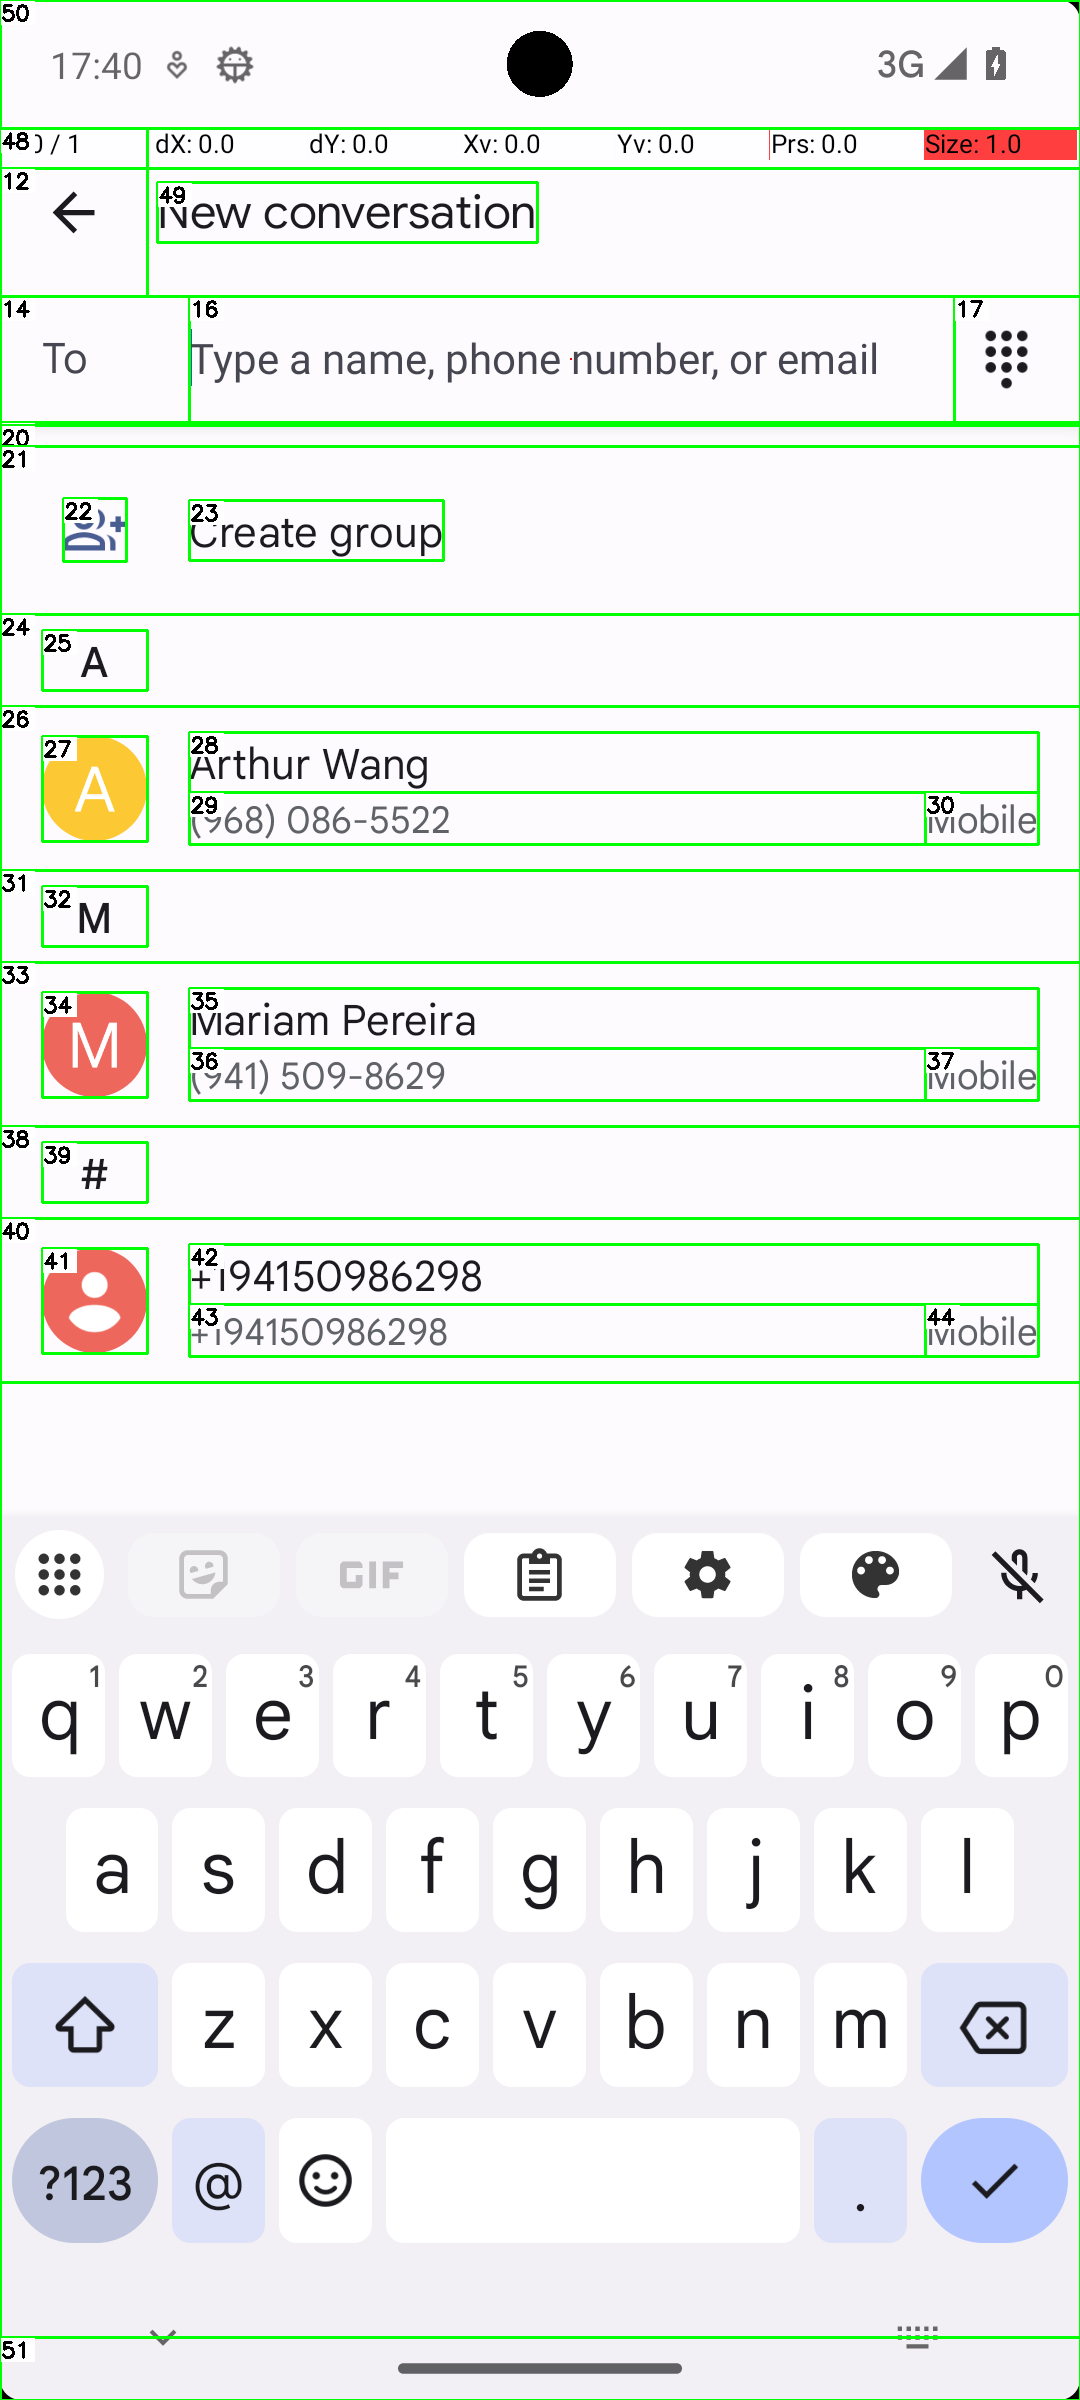 50
17:40 3G
48 0 / 1 dX: 0.0 dY: 0.0 Xv: 0.0 Yv: 0.0 Prs: 0.0 Size: 1.0
12 49 New conversation
14 16 17
To Type a name, phone number, or email
20
21
22 23 Create group
24
25 A
26
27 A 28 Arthur Wang
29 (968) 086-5522 30 Mobile
31
32 M
33
34 M 35 Mariam Pereira
36 (941) 509-8629 37 Mobile
38
39 #
40
41 42 +194150986298
43 +194150986298 44 Mobile
GIF
q 1 w 2 e 3 r 4 t 5 y 6 u 7 i 8 o 9 p 0
a s d f g h j k l
z x c v b n m
?123 @ .
51